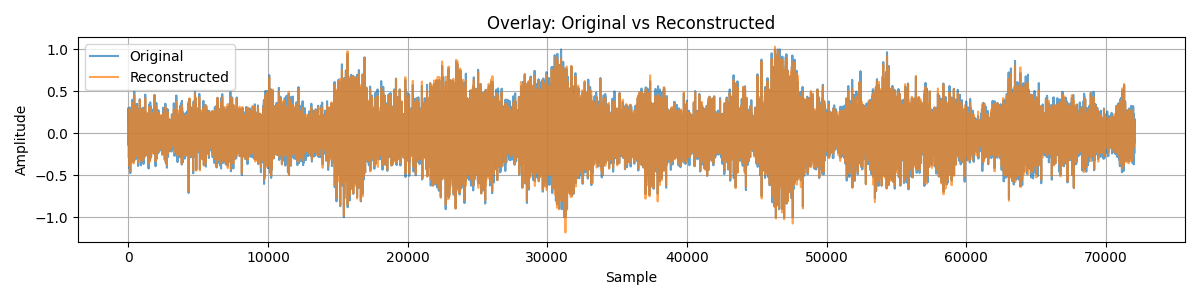 Overlay: Original vs Reconstructed
Original
Reconstructed
1.0
0.5
0.0
−0.5
−1.0
Amplitude
0 10000 20000 30000 40000 50000 60000 70000
Sample